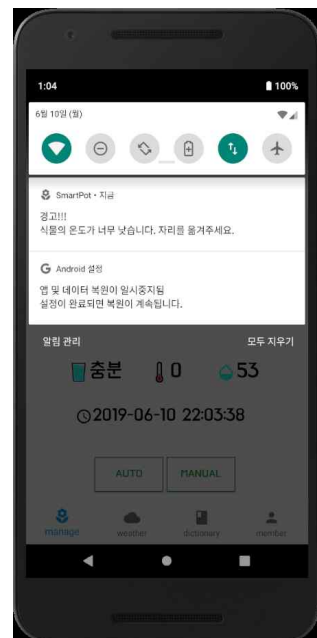 1:04
100%
6월 10일 (월)
SmartPot • 지금
경고!!!
식물의 온도가 너무 낮습니다. 자리를 옮겨주세요.
Android 설정
앱 및 데이터 복원이 일시중지됨
설정이 완료되면 복원이 계속됩니다.
알림 관리
모두 지우기
충분 0 53
2019-06-10 22:03:38
AUTO MANUAL
manage weather dictionary member